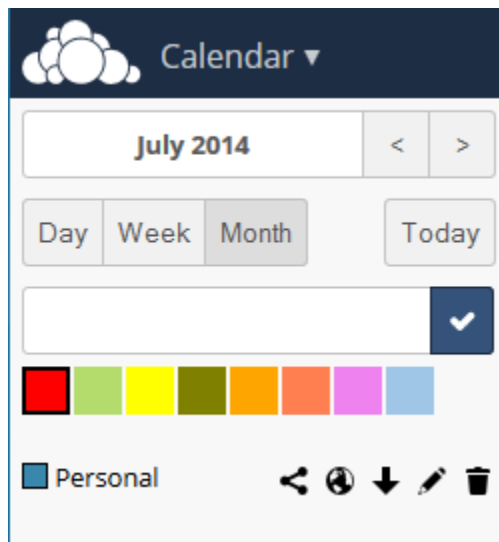 Calendar ▾
July 2014 < >
Day Week Month Today
Personal